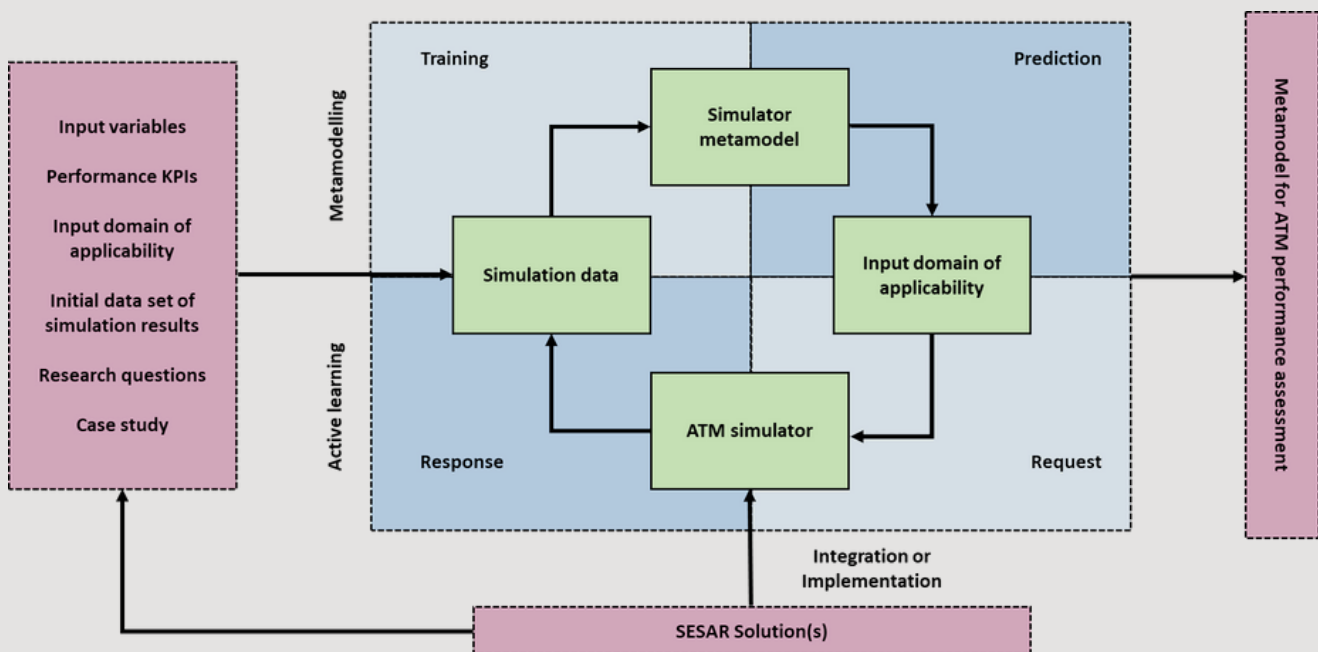 Input variables
Performance KPIs
Input domain of
applicability
Initial data set of
simulation results
Research questions
Case study
Metamodelling
Active learning
Training
Prediction
Simulator
metamodel
Simulation data
Input domain of
applicability
ATM simulator
Response
Request
Integration or
Implementation
SESAR Solution(s)
Metamodel for ATM performance assessment